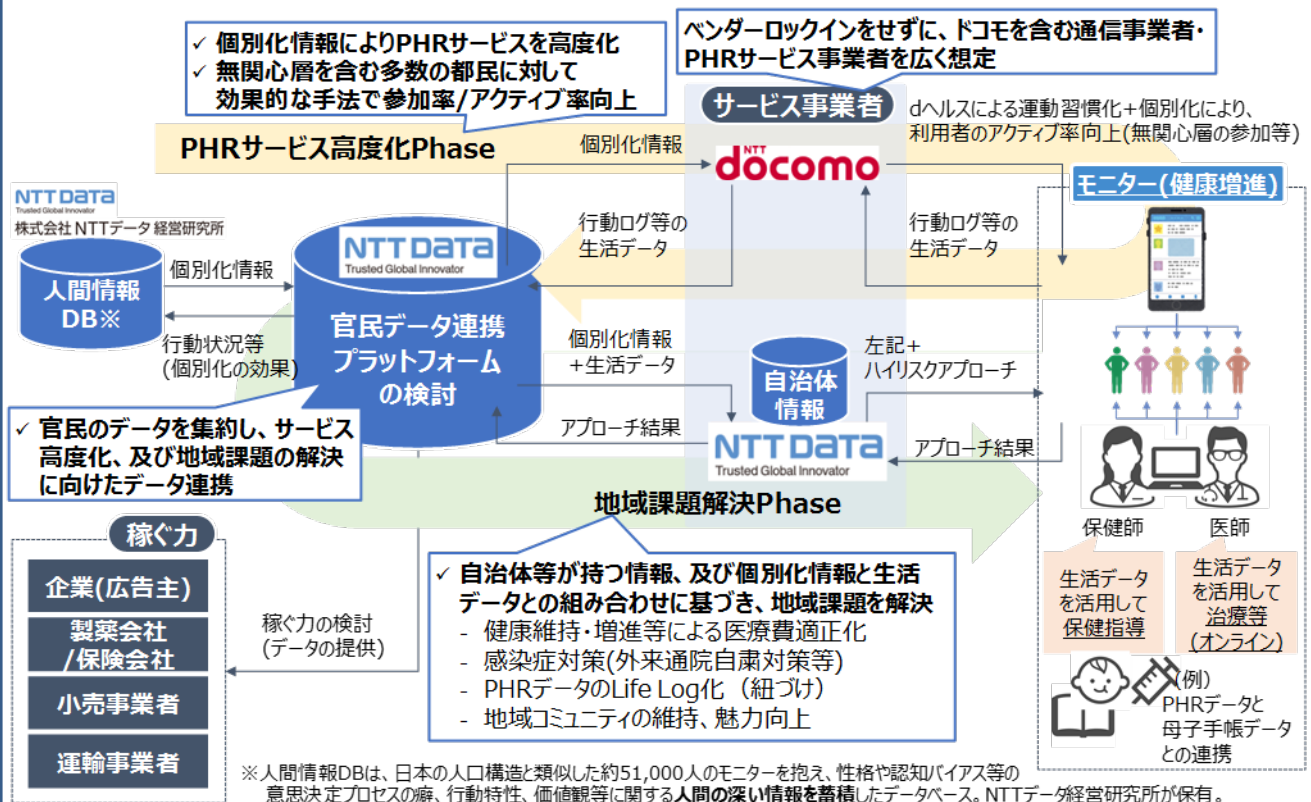 ✓ 個別化情報によりPHRサービスを高度化
✓ 無関心層を含む多数の都民に対して
効果的な手法で参加率/アクティブ率向上
ベンダーロックインをせずに、ドコモを含む通信事業者・
PHRサービス事業者を広く想定
サービス事業者
dヘルスによる運動習慣化+個別化により、
利用者のアクティブ率向上(無関心層の参加等)
PHRサービス高度化Phase
個別化情報
NTT
docomo
モニター(健康増進)
NTT DATA
Trusted Global Innovator
株式会社NTTデータ経営研究所
人間情報
DB※
個別化情報
行動状況等
(個別化の効果)
NTT DATA
Trusted Global Innovator
官民データ連携
プラットフォーム
の検討
行動ログ等の
生活データ
行動ログ等の
生活データ
個別化情報
+生活データ
アプローチ結果
自治体
情報
NTT DATA
Trusted Global Innovator
左記+
ハイリスクアプローチ
アプローチ結果
✓ 官民のデータを集約し、サービス
高度化、及び地域課題の解決
に向けたデータ連携
地域課題解決Phase
保健師
医師
生活データ
を活用して
保健指導
生活データ
を活用して
治療等
(オンライン)
(例)
PHRデータと
母子手帳データ
との連携
稼ぐ力
企業(広告主)
製薬会社
/保険会社
小売事業者
運輸事業者
稼ぐ力の検討
(データの提供)
✓ 自治体等が持つ情報、及び個別化情報と生活
データとの組み合わせに基づき、地域課題を解決
- 健康維持・増進等による医療費適正化
- 感染症対策(外来通院自粛対策等)
- PHRデータのLife Log化（紐づけ）
- 地域コミュニティの維持、魅力向上
※人間情報DBは、日本の人口構造と類似した約51,000人のモニターを抱え、性格や認知バイアス等の
意思決定プロセスの癖、行動特性、価値観等に関する人間の深い情報を蓄積したデータベース。NTTデータ経営研究所が保有。